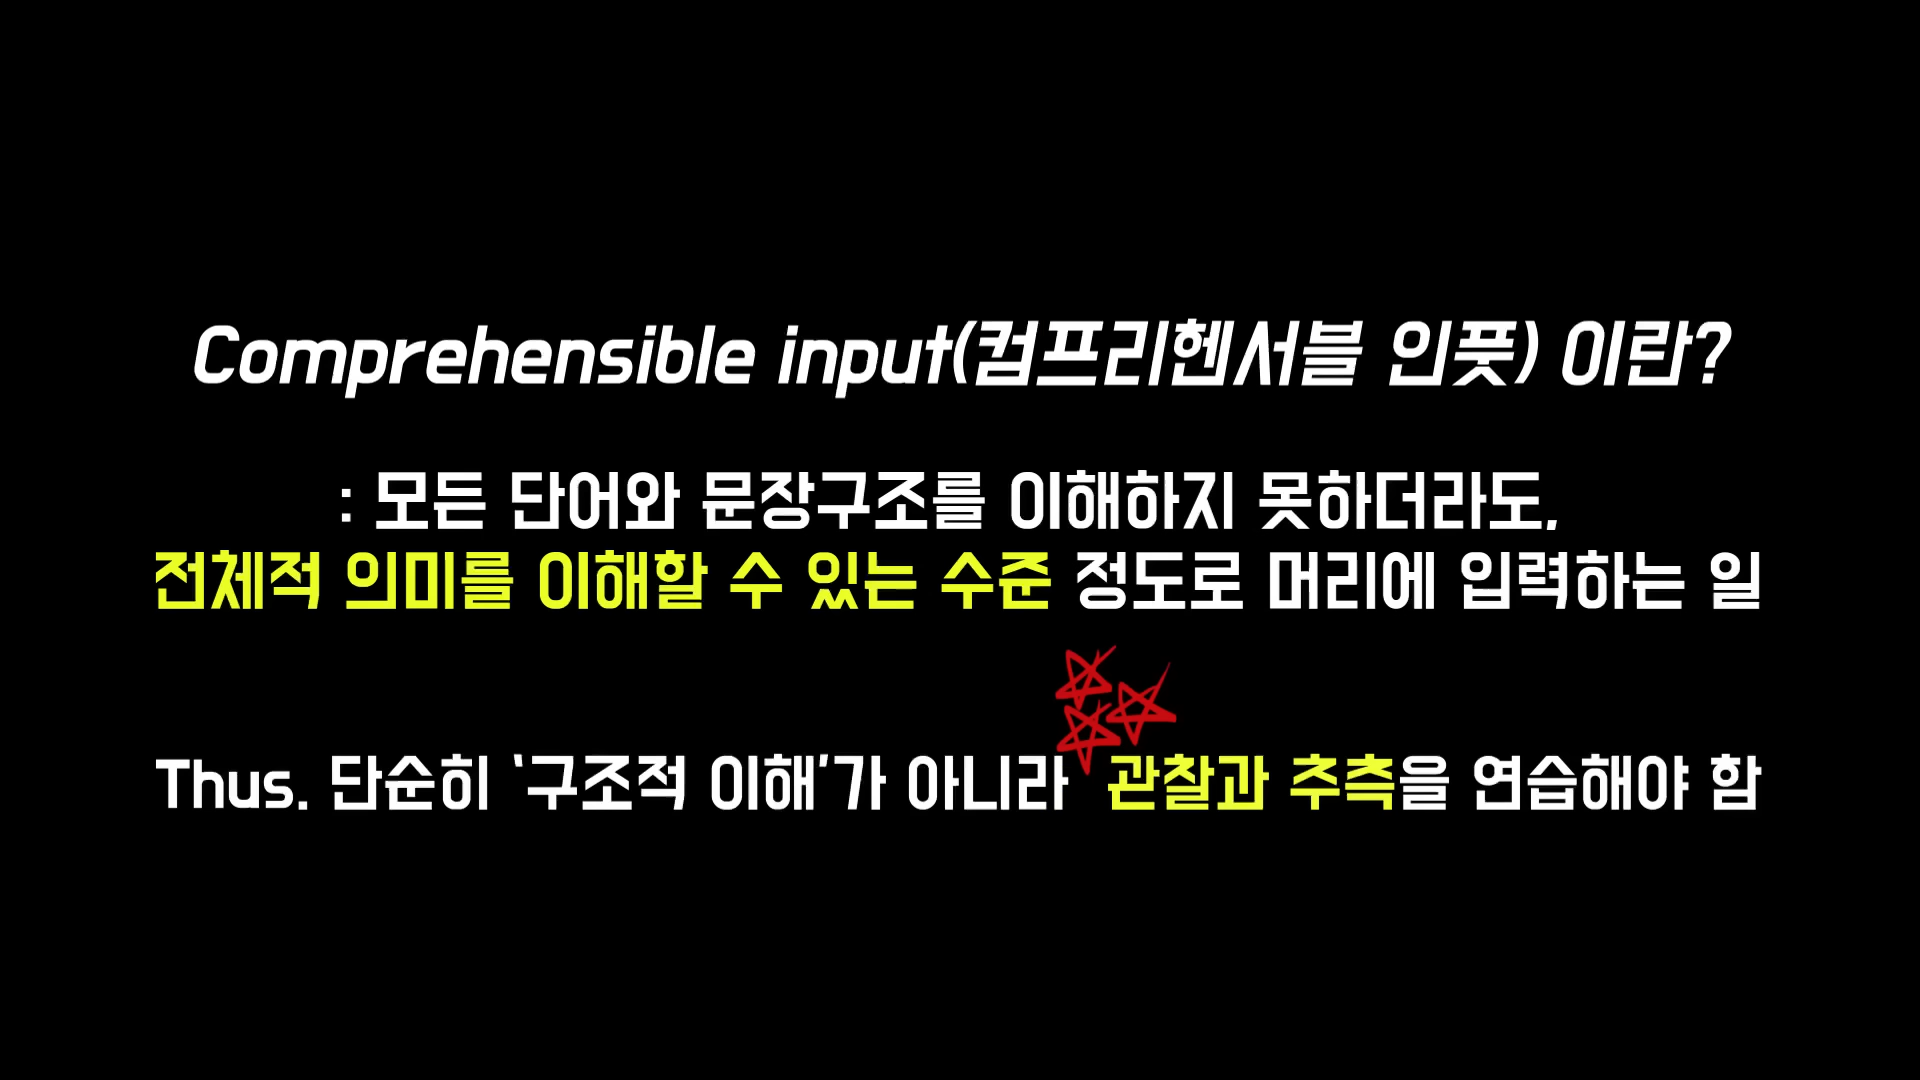 Comprehensible input(컴프리헨서블 인풋) 이란?
: 모든 단어와 문장구조를 이해하지 못하더라도,
전체적 의미를 이해할 수 있는 수준 정도로 머리에 입력하는 일
Thus. 단순히 ‘구조적 이해’가 아니라 관찰과 추측을 연습해야 함